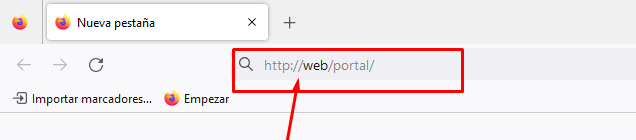 Nueva pestaña
http://web/portal/
Importar marcadores... Empezar